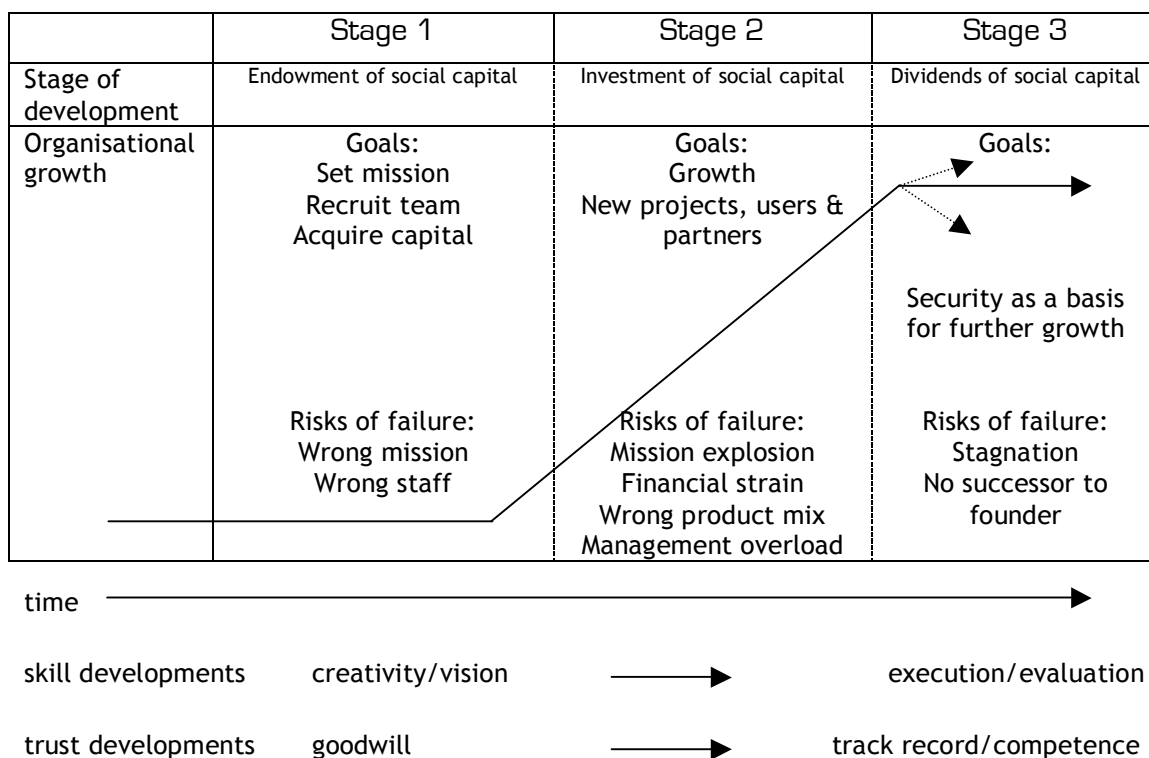 Stage 1
Stage 2
Stage 3
Stage of
development
Endowment of social capital
Investment of social capital
Dividends of social capital
Organisational
growth
Goals:
Set mission
Recruit team
Acquire capital
Risks of failure:
Wrong mission
Wrong staff
Goals:
Growth
New projects, users &
partners
Risks of failure:
Mission explosion
Financial strain
Wrong product mix
Management overload
Goals:
Security as a basis
for further growth
Risks of failure:
Stagnation
No successor to
founder
time
skill developments creativity/vision execution/evaluation
trust developments goodwill track record/competence